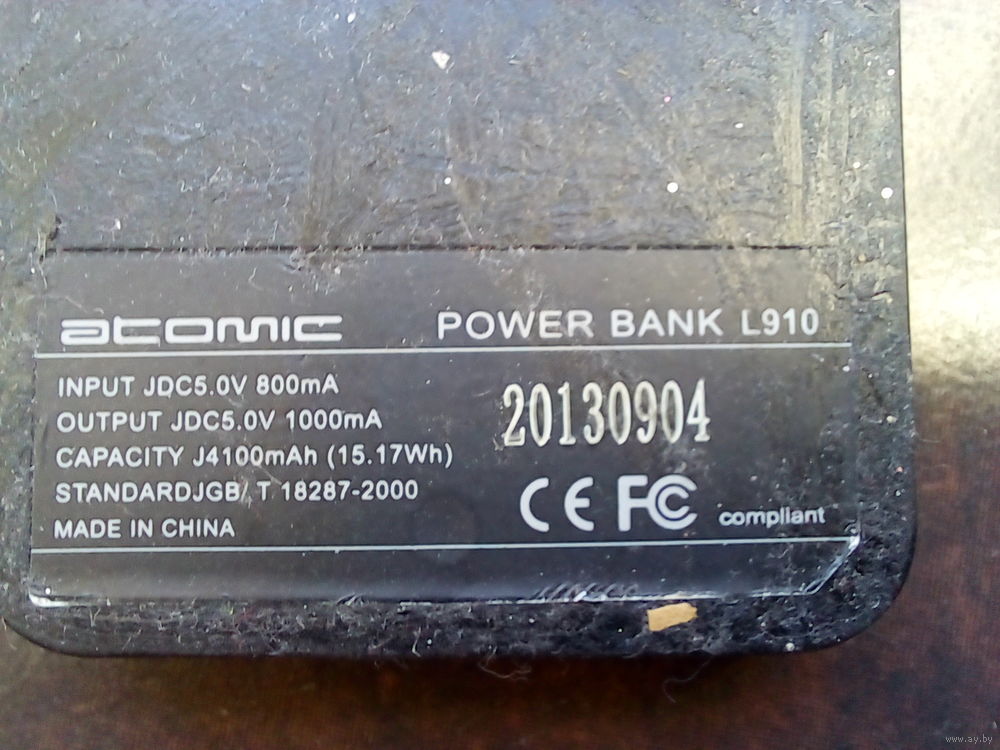 atomic POWER BANK L910
INPUT JDC5.0V 800mA
OUTPUT JDC5.0V 1000mA
20130904
CAPACITY J4100mAh (15.17Wh)
STANDARDJGB/ T 18287-2000
MADE IN CHINA
CE FC compliant
www.ay.by